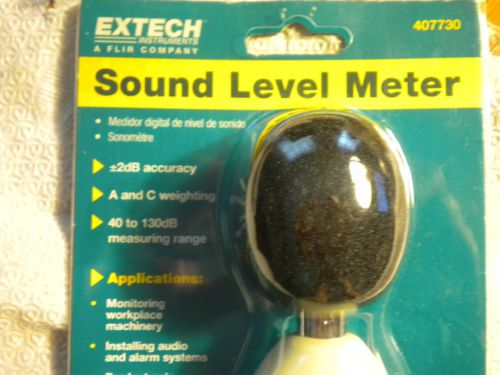 EXTECH
INSTRUMENTS
A FLIR COMPANY
407730
Sound Level Meter
• Medidor digital de nivel de sonido
• Sonomètre
±2dB accuracy
A and C weighting
40 to 130dB
measuring range
Applications:
• Monitoring
workplace
machinery
• Installing audio
and alarm systems